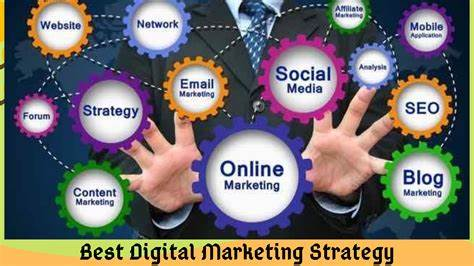 Website
Network
Affiliate
Marketing
Mobile
Application
Email
Marketing
Social
Media
Analysis
Forum
Strategy
SEO
Content
Marketing
Online
Marketing
Blog
Marketing
Best Digital Marketing Strategy